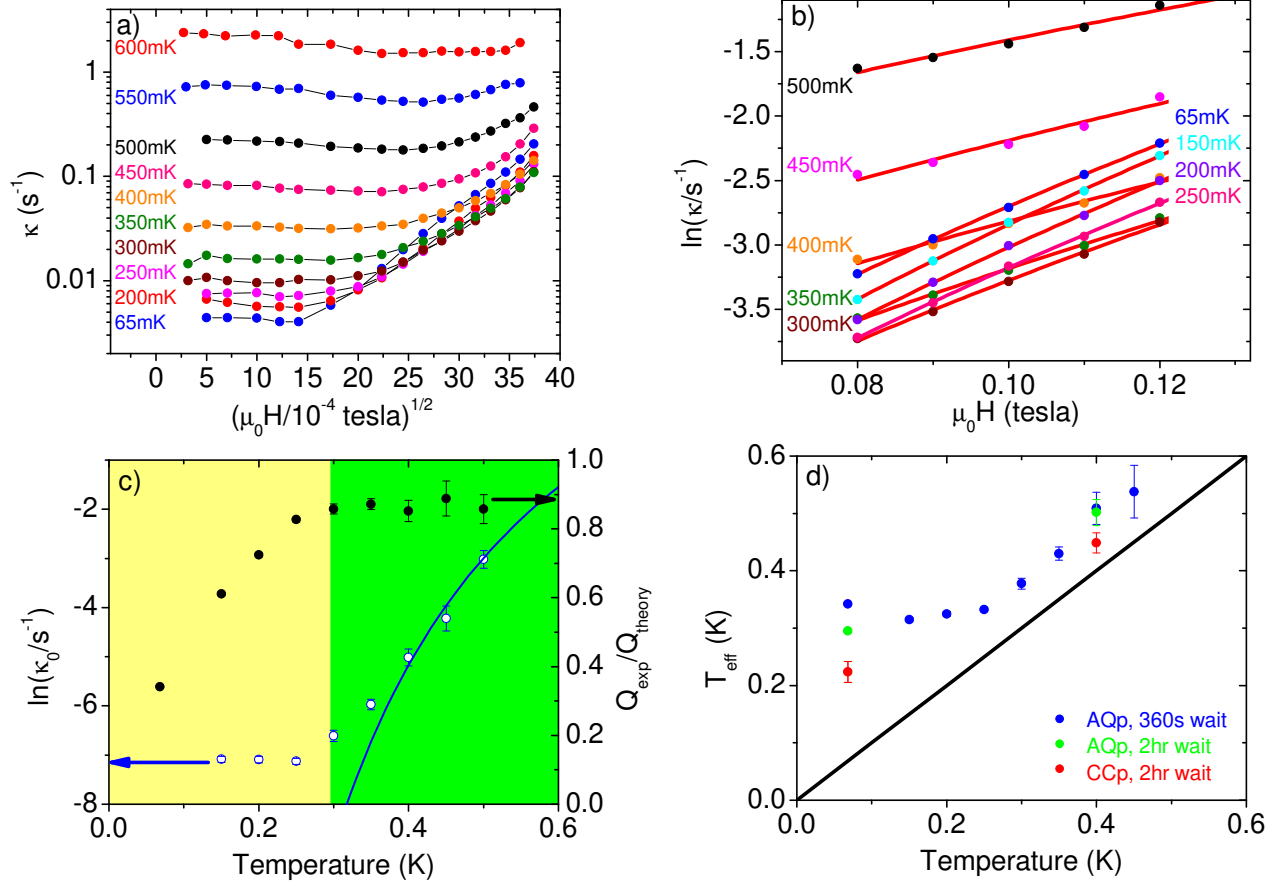 a)
600mK
550mK
500mK
450mK
400mK
350mK
300mK
250mK
200mK
65mK
1
0.1
0.01
κ (s⁻¹)
0 5 10 15 20 25 30 35 40
(μ₀H/10⁻⁴ tesla)¹/²
b)
500mK
450mK
400mK
350mK
300mK
65mK
150mK
200mK
250mK
-1.5
-2.0
-2.5
-3.0
-3.5
ln(κ/s⁻¹)
0.08 0.10 0.12
μ₀H (tesla)
c)
-2
-4
-6
-8
ln(κ₀/s⁻¹)
1.0
0.8
0.6
0.4
0.2
0.0
Q_exp/Q_theory
0.0 0.2 0.4 0.6
Temperature (K)
d)
0.6
0.4
0.2
0.0
T_eff (K)
AQp, 360s wait
AQp, 2hr wait
CCp, 2hr wait
0.0 0.2 0.4 0.6
Temperature (K)